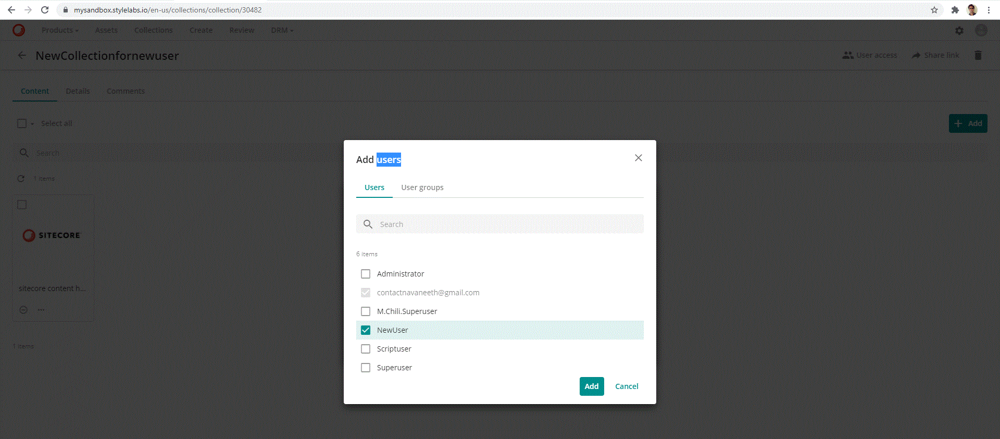 mysandbox.stylelabs.io/en-us/collections/collection/30482
Products Assets Collections Create Review DRM
NewCollectionfornewuser User access Share link
Content Details Comments
Select all
Add
Search
1 items
SITECORE
sitecore content h...
1 items
Add users
Users User groups
Search
6 items
Administrator
contactnavaneeth@gmail.com
M.Chili.Superuser
NewUser
Scriptuser
Superuser
Add Cancel